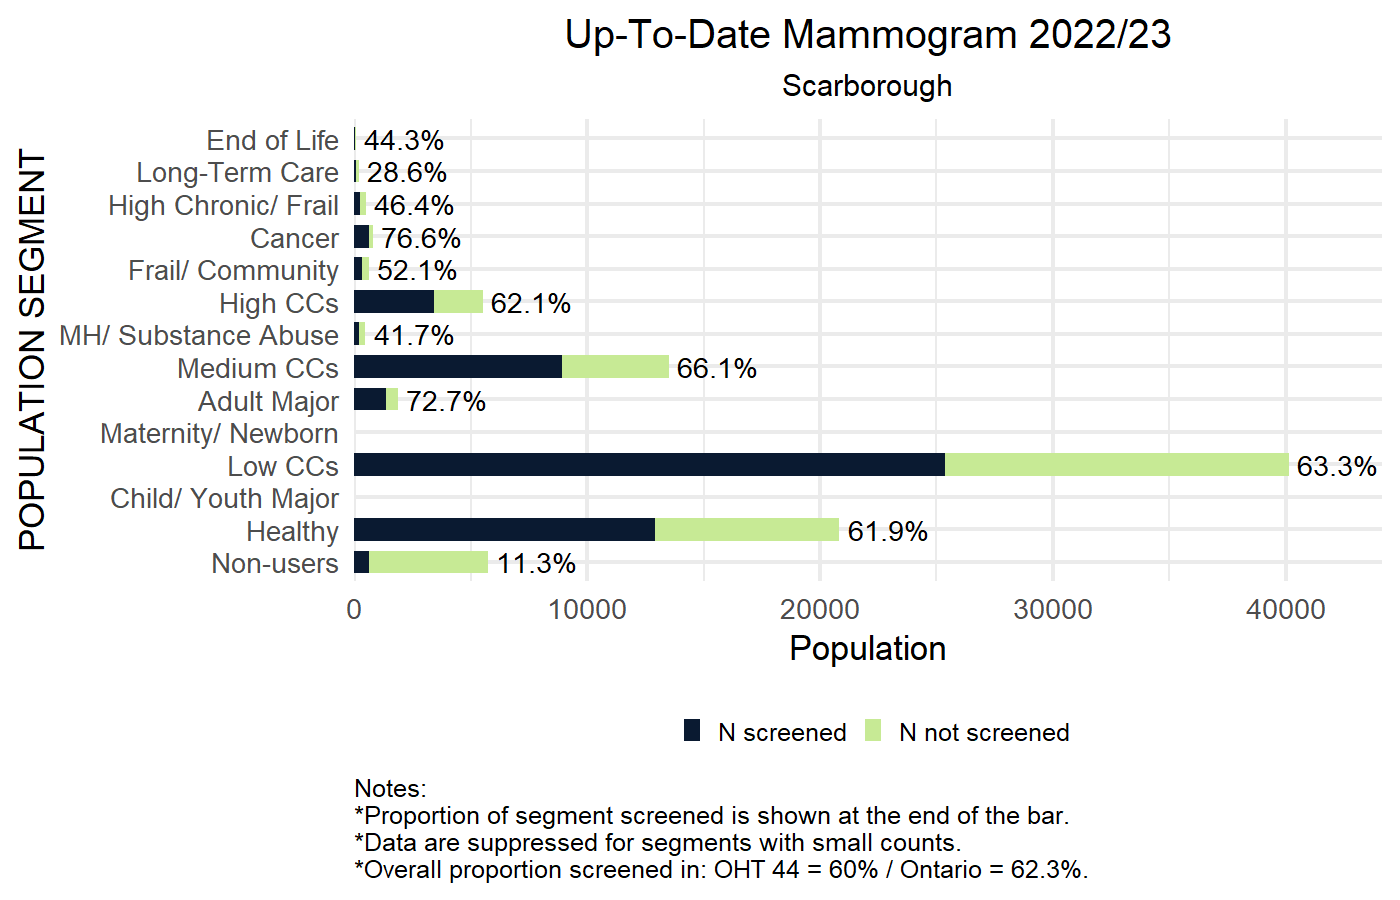 Up-To-Date Mammogram 2022/23
Scarborough
POPULATION SEGMENT
End of Life 44.3%
Long-Term Care 28.6%
High Chronic/ Frail 46.4%
Cancer 76.6%
Frail/ Community 52.1%
High CCs 62.1%
MH/ Substance Abuse 41.7%
Medium CCs 66.1%
Adult Major 72.7%
Maternity/ Newborn
Low CCs 63.3%
Child/ Youth Major
Healthy 61.9%
Non-users 11.3%
0 10000 20000 30000 40000
Population
N screened N not screened
Notes:
*Proportion of segment screened is shown at the end of the bar.
*Data are suppressed for segments with small counts.
*Overall proportion screened in: OHT 44 = 60% / Ontario = 62.3%.